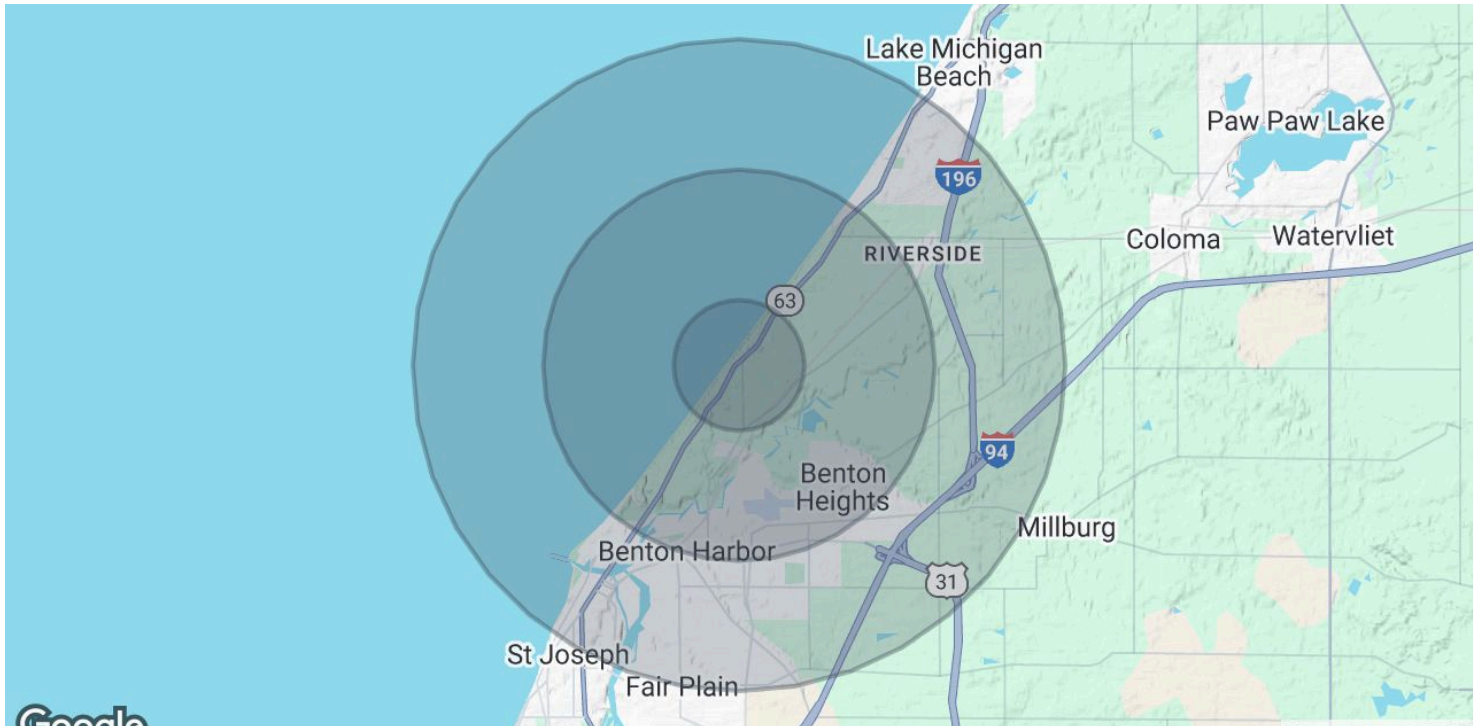 Lake Michigan
Beach
Paw Paw Lake
196
Coloma
Watervliet
RIVERSIDE
63
94
Benton
Heights
Millburg
Benton Harbor
31
St Joseph
Fair Plain
Google